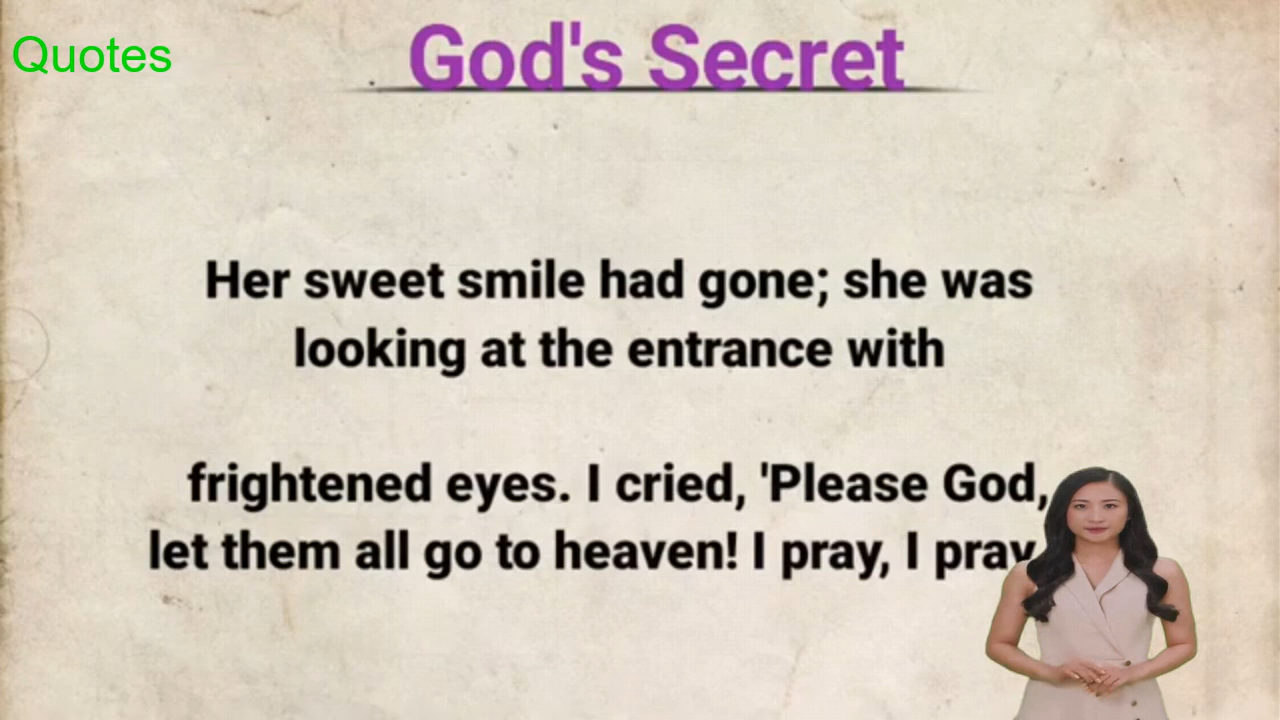 Quotes
God's Secret
Her sweet smile had gone; she was
looking at the entrance with
frightened eyes. I cried, 'Please God,
let them all go to heaven! I pray, I pray